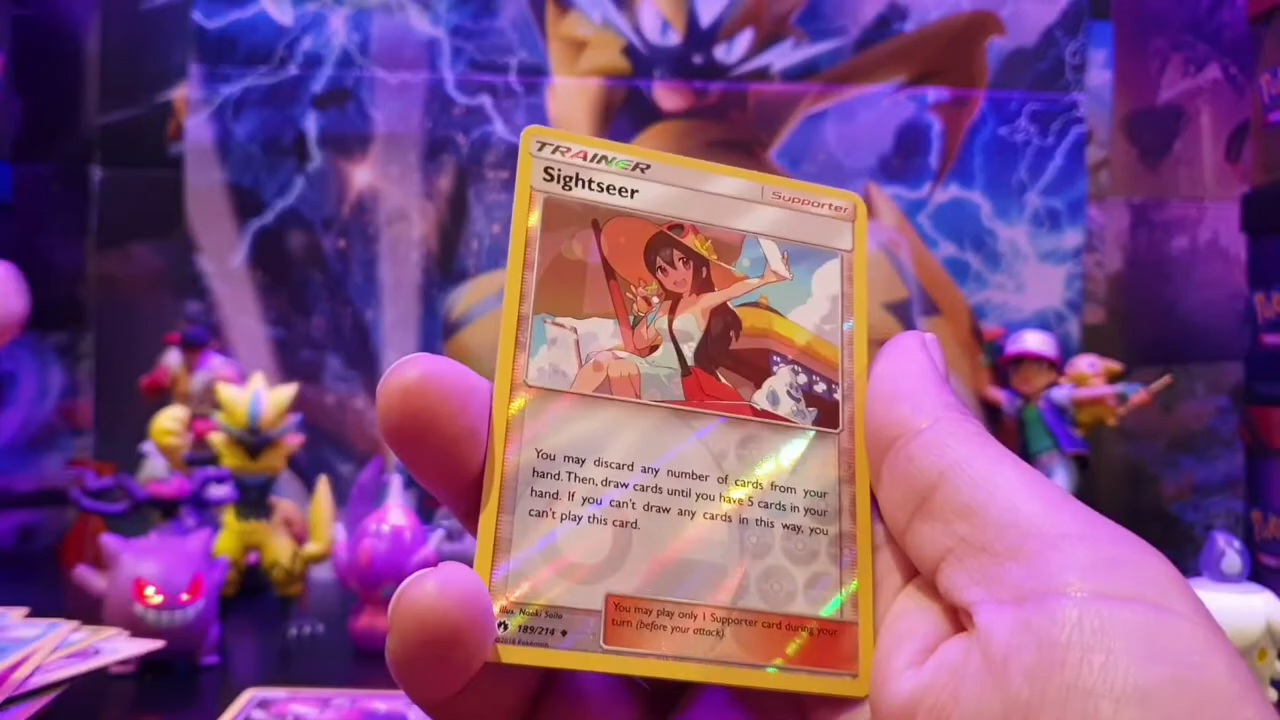 TRAINER
Sightseer
Supporter
You may discard any number of cards from your
hand. Then, draw cards until you have 5 cards in your
hand. If you can't draw any cards in this way, you
can't play this card.
You may play only 1 Supporter card during your
turn (before your attack).
Illus. Naoki Saito
189/214
©2018 Pokémon